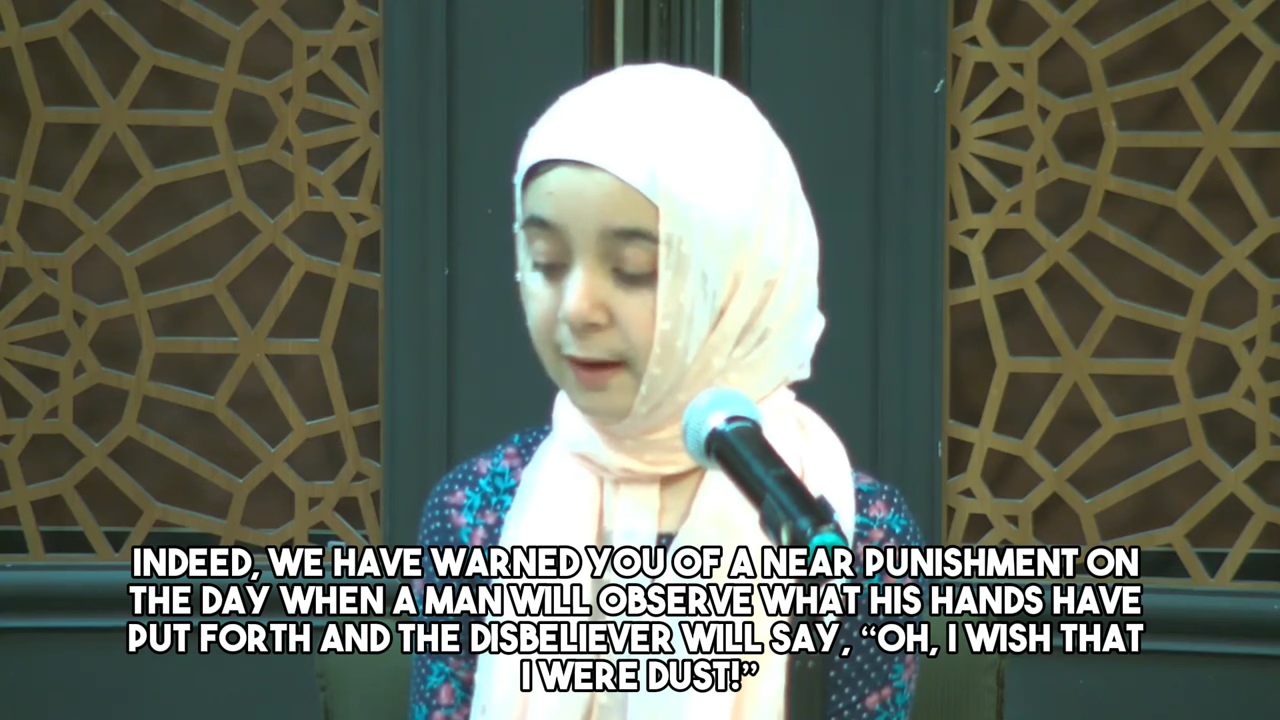 INDEED, WE HAVE WARNED YOU OF A NEAR PUNISHMENT ON
THE DAY WHEN A MAN WILL OBSERVE WHAT HIS HANDS HAVE
PUT FORTH AND THE DISBELIEVER WILL SAY, “OH, I WISH THAT
I WERE DUST!”